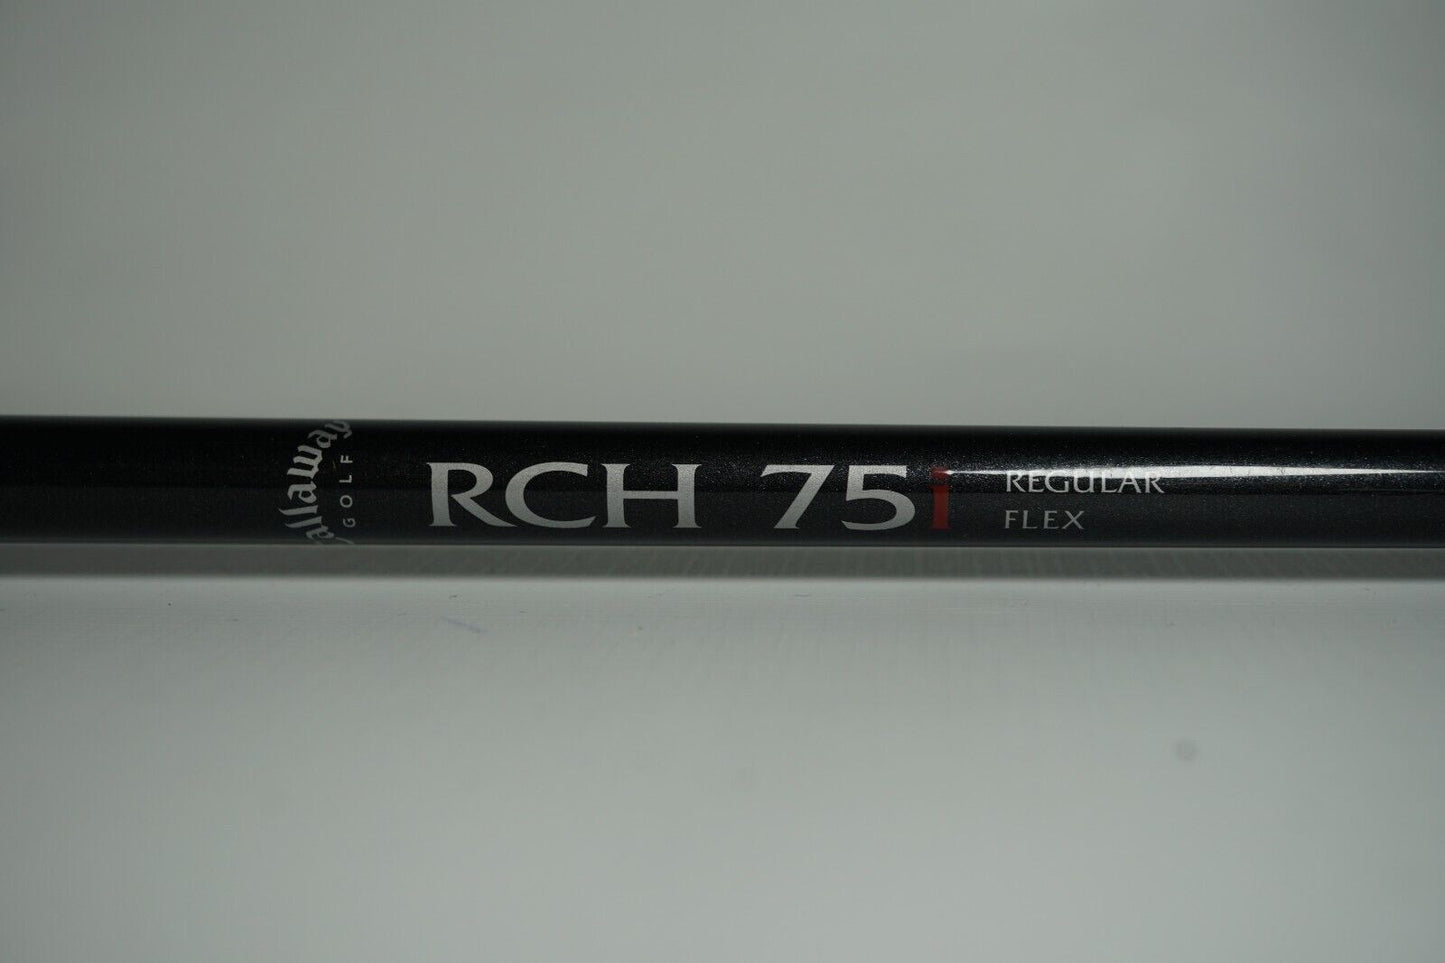 Callaway
GOLF
RCH 75i
REGULAR
FLEX